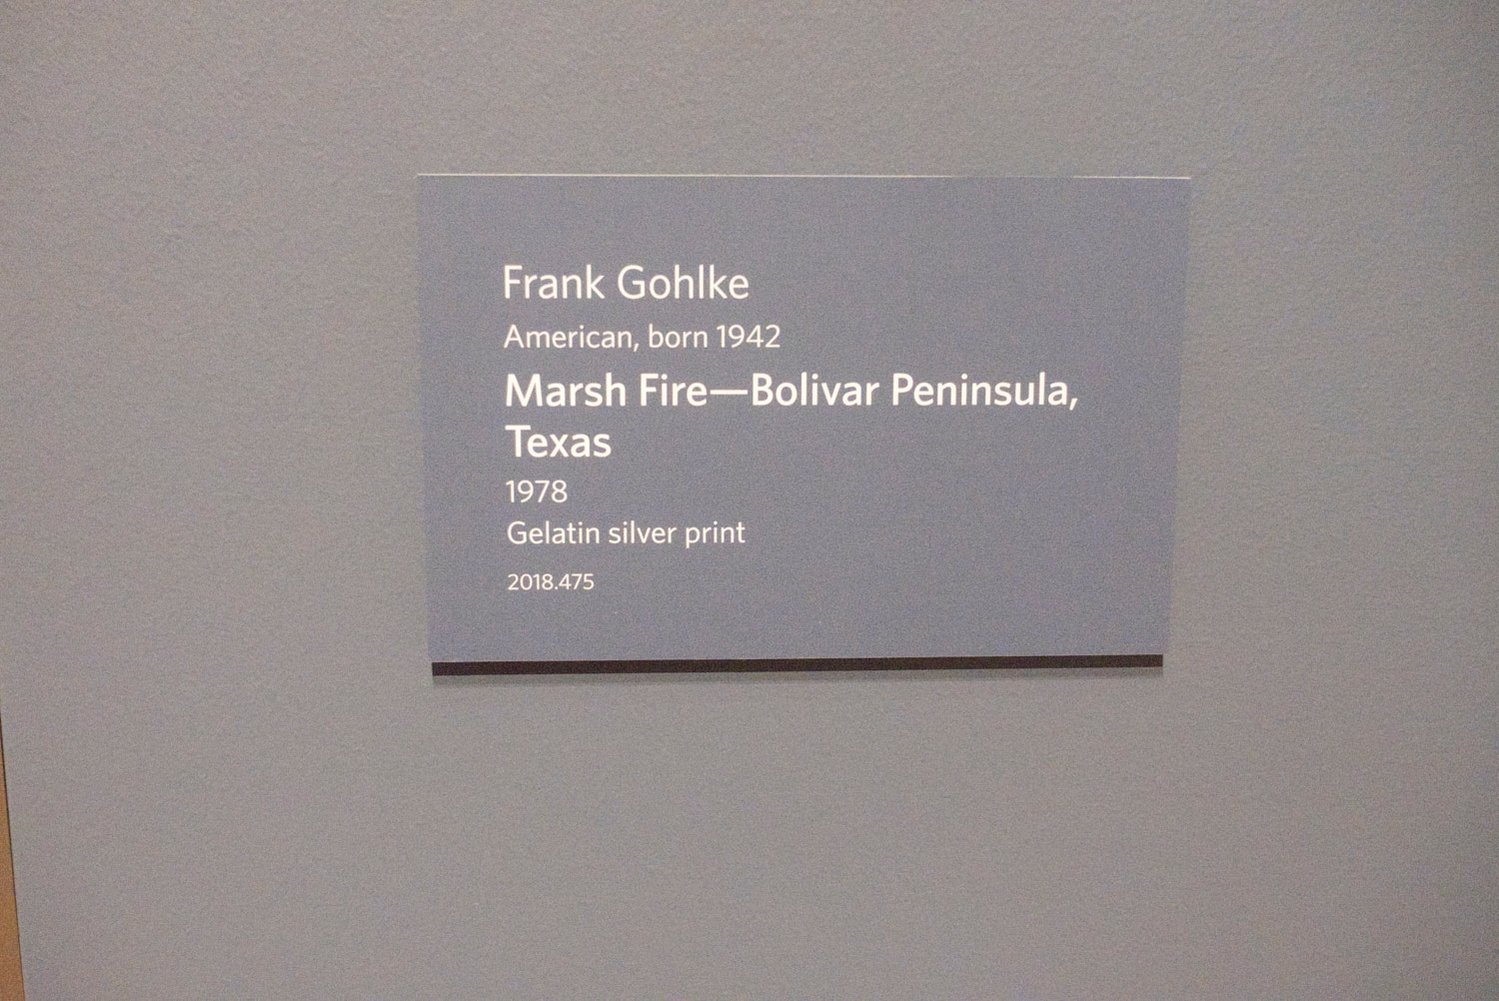 Frank Gohlke
American, born 1942
Marsh Fire—Bolivar Peninsula,
Texas
1978
Gelatin silver print
2018.475